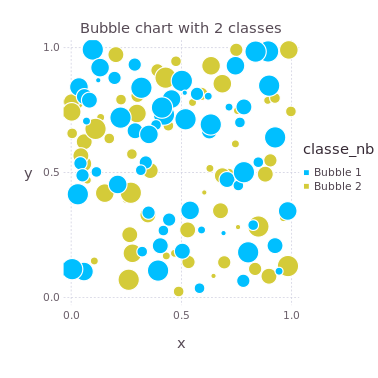 Bubble chart with 2 classes
1.0
classe_nb
Bubble 1
y
0.5
Bubble 2
0.0
0.0
0.5
1.0
x